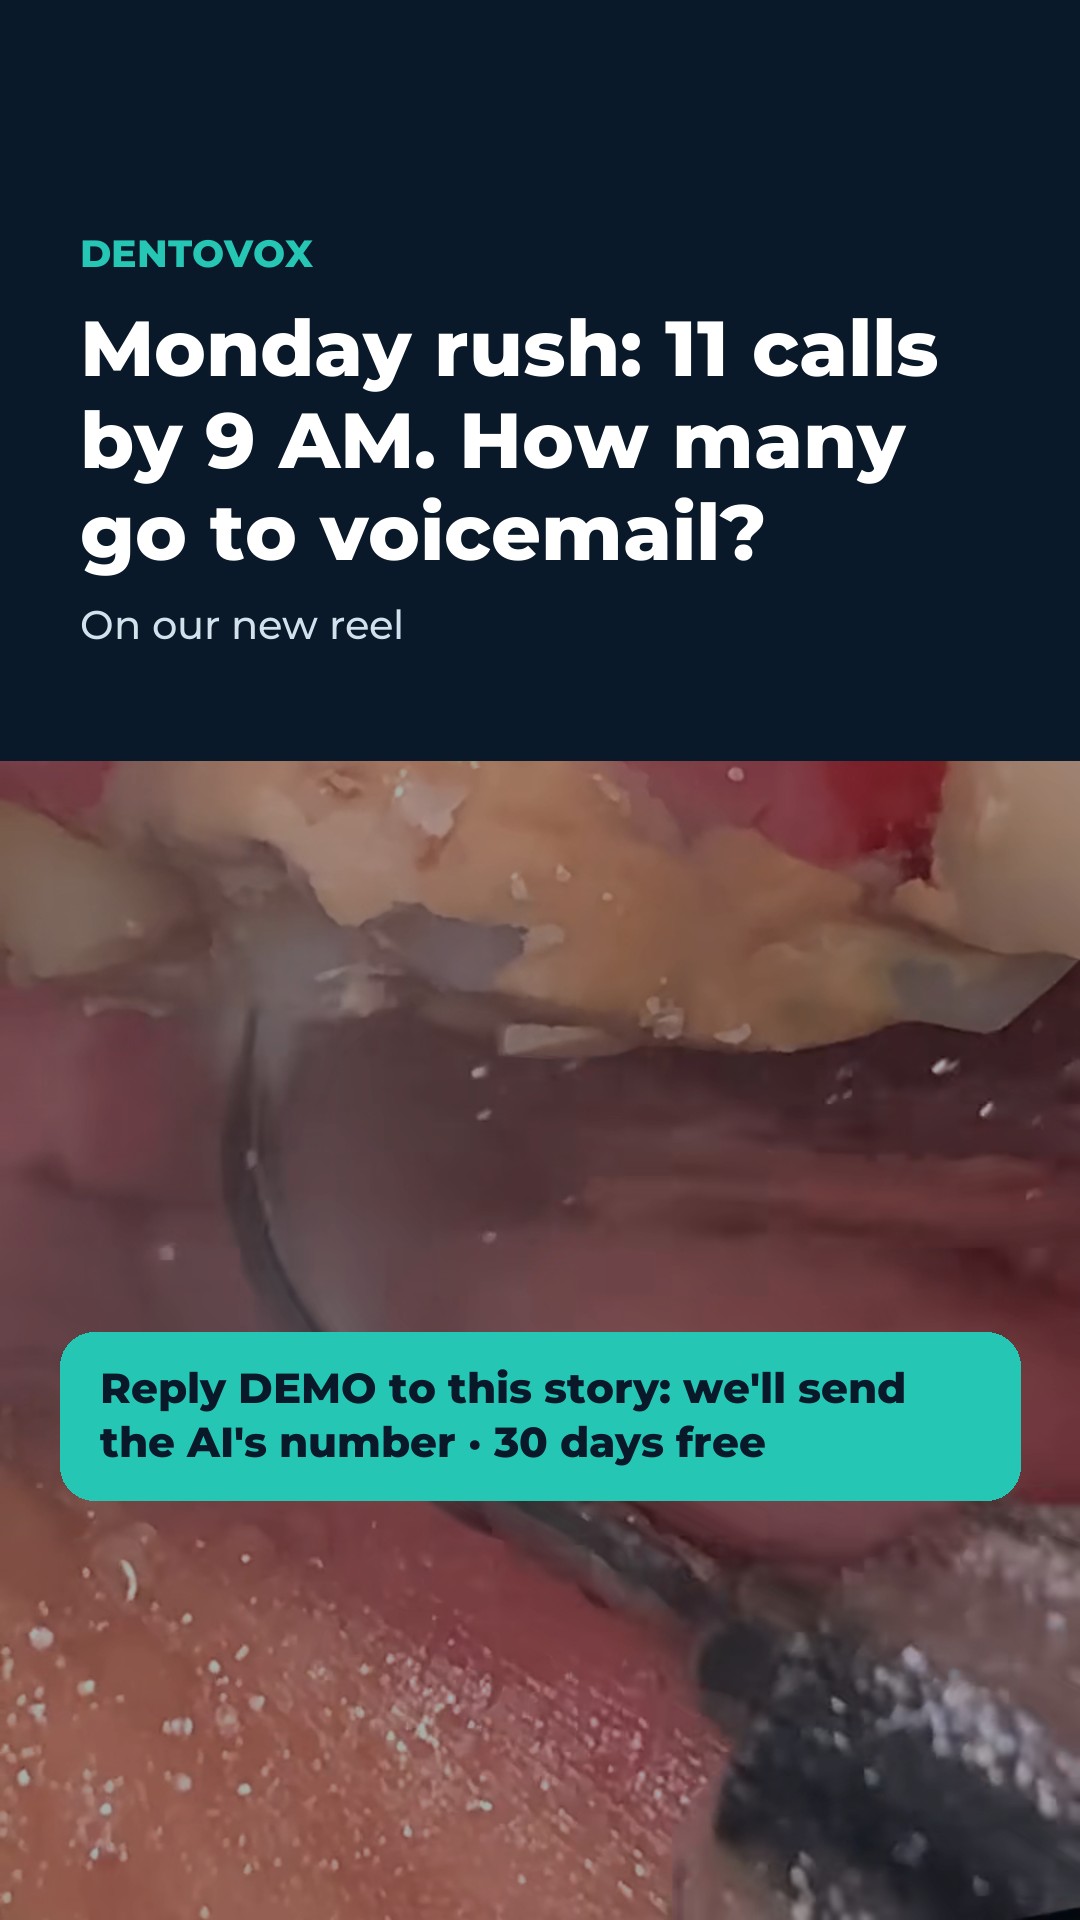 DENTOVOX
Monday rush: 11 calls
by 9 AM. How many
go to voicemail?
On our new reel
Reply DEMO to this story: we'll send
the AI's number · 30 days free